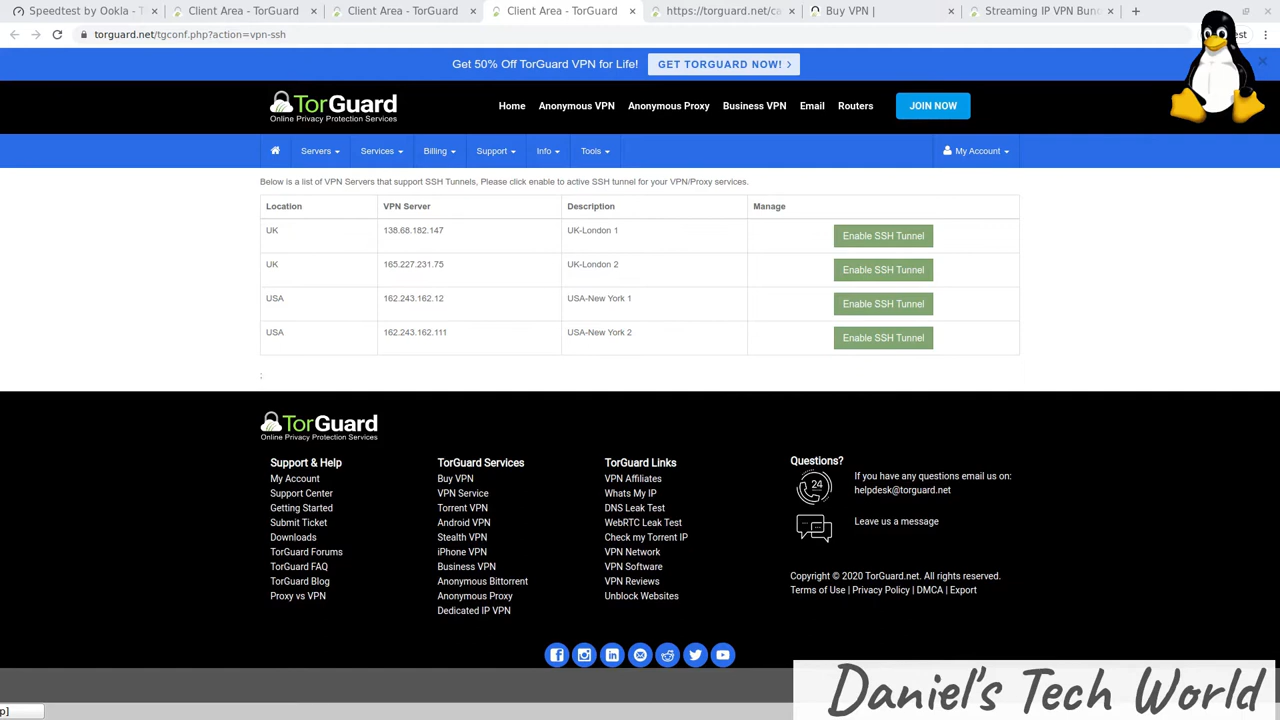 Speedtest by Ookla - T
Client Area - TorGuard
Client Area - TorGuard
Client Area - TorGuard
https://torguard.net/ca
Buy VPN |
Streaming IP VPN Bun
torguard.net/tgconf.php?action=vpn-ssh
Get 50% Off TorGuard VPN for Life!
GET TORGUARD NOW!
TorGuard
Online Privacy Protection Services
Home
Anonymous VPN
Anonymous Proxy
Business VPN
Email
Routers
JOIN NOW
Servers
Services
Billing
Support
Info
Tools
My Account
Below is a list of VPN Servers that support SSH Tunnels, Please click enable to active SSH tunnel for your VPN/Proxy services.
Location VPN Server Description Manage
UK 138.68.182.147 UK-London 1 Enable SSH Tunnel
UK 165.227.231.75 UK-London 2 Enable SSH Tunnel
USA 162.243.162.12 USA-New York 1 Enable SSH Tunnel
USA 162.243.162.111 USA-New York 2 Enable SSH Tunnel
;
TorGuard
Online Privacy Protection Services
Support & Help
My Account
Support Center
Getting Started
Submit Ticket
Downloads
TorGuard Forums
TorGuard FAQ
TorGuard Blog
Proxy vs VPN
TorGuard Services
Buy VPN
VPN Service
Torrent VPN
Android VPN
Stealth VPN
iPhone VPN
Business VPN
Anonymous Bittorrent
Anonymous Proxy
Dedicated IP VPN
TorGuard Links
VPN Affiliates
Whats My IP
DNS Leak Test
WebRTC Leak Test
Check my Torrent IP
VPN Network
VPN Software
VPN Reviews
Unblock Websites
Questions?
24
If you have any questions email us on:
helpdesk@torguard.net
Leave us a message
Copyright © 2020 TorGuard.net. All rights reserved.
Terms of Use | Privacy Policy | DMCA | Export
p]
Daniel's Tech World